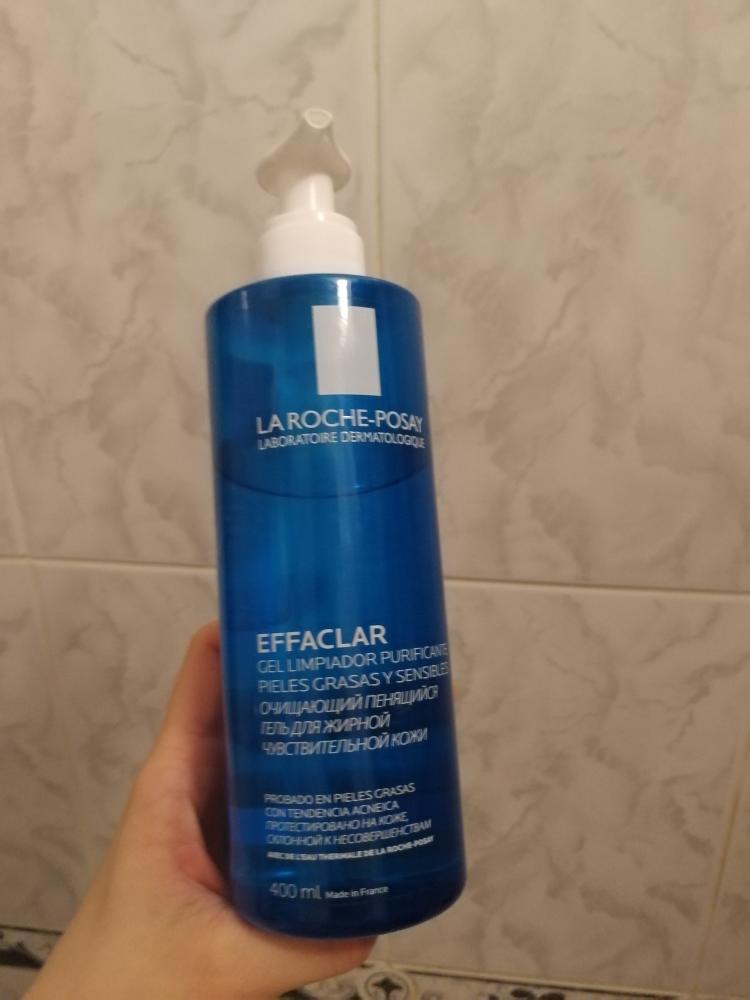 LA ROCHE-POSAY
LABORATOIRE DERMATOLOGIQUE
EFFACLAR
GEL LIMPIADOR PURIFICANTE
PIELES GRASAS Y SENSIBLES
ОЧИЩАЮЩИЙ ПЕНЯЩИЙСЯ
ГЕЛЬ ДЛЯ ЖИРНОЙ
ЧУВСТВИТЕЛЬНОЙ КОЖИ
PROBADO EN PIELES GRASAS
CON TENDENCIA ACNEICA
ПРОТЕСТИРОВАНО НА КОЖЕ,
СКЛОННОЙ К НЕСОВЕРШЕНСТВАМ
AVEC DE L'EAU THERMALE DE LA ROCHE-POSAY
400 ml Made in France